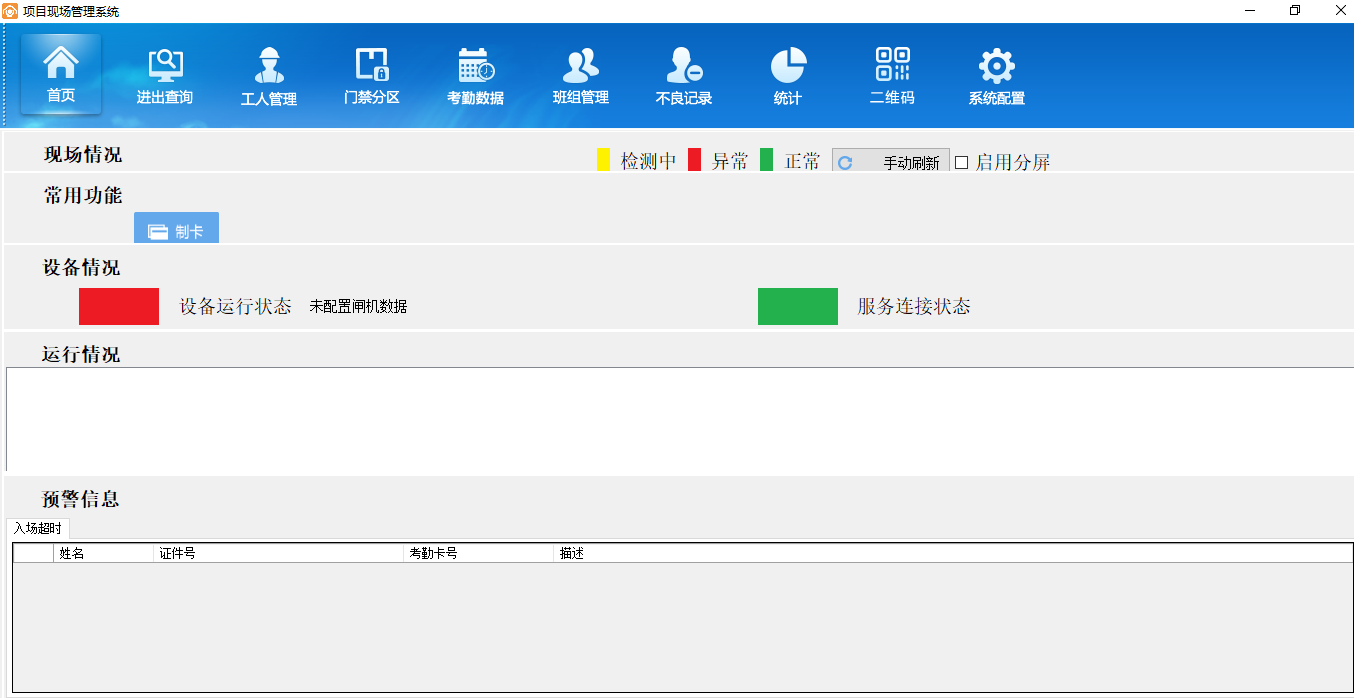 项目现场管理系统
首页 进出查询 工人管理 门禁分区 考勤数据 班组管理 不良记录 统计 二维码 系统配置
现场情况 检测中 异常 正常 手动刷新 启用分屏
常用功能
制卡
设备情况
设备运行状态 未配置闸机数据 服务连接状态
运行情况
预警信息
入场超时
姓名 证件号 考勤卡号 描述